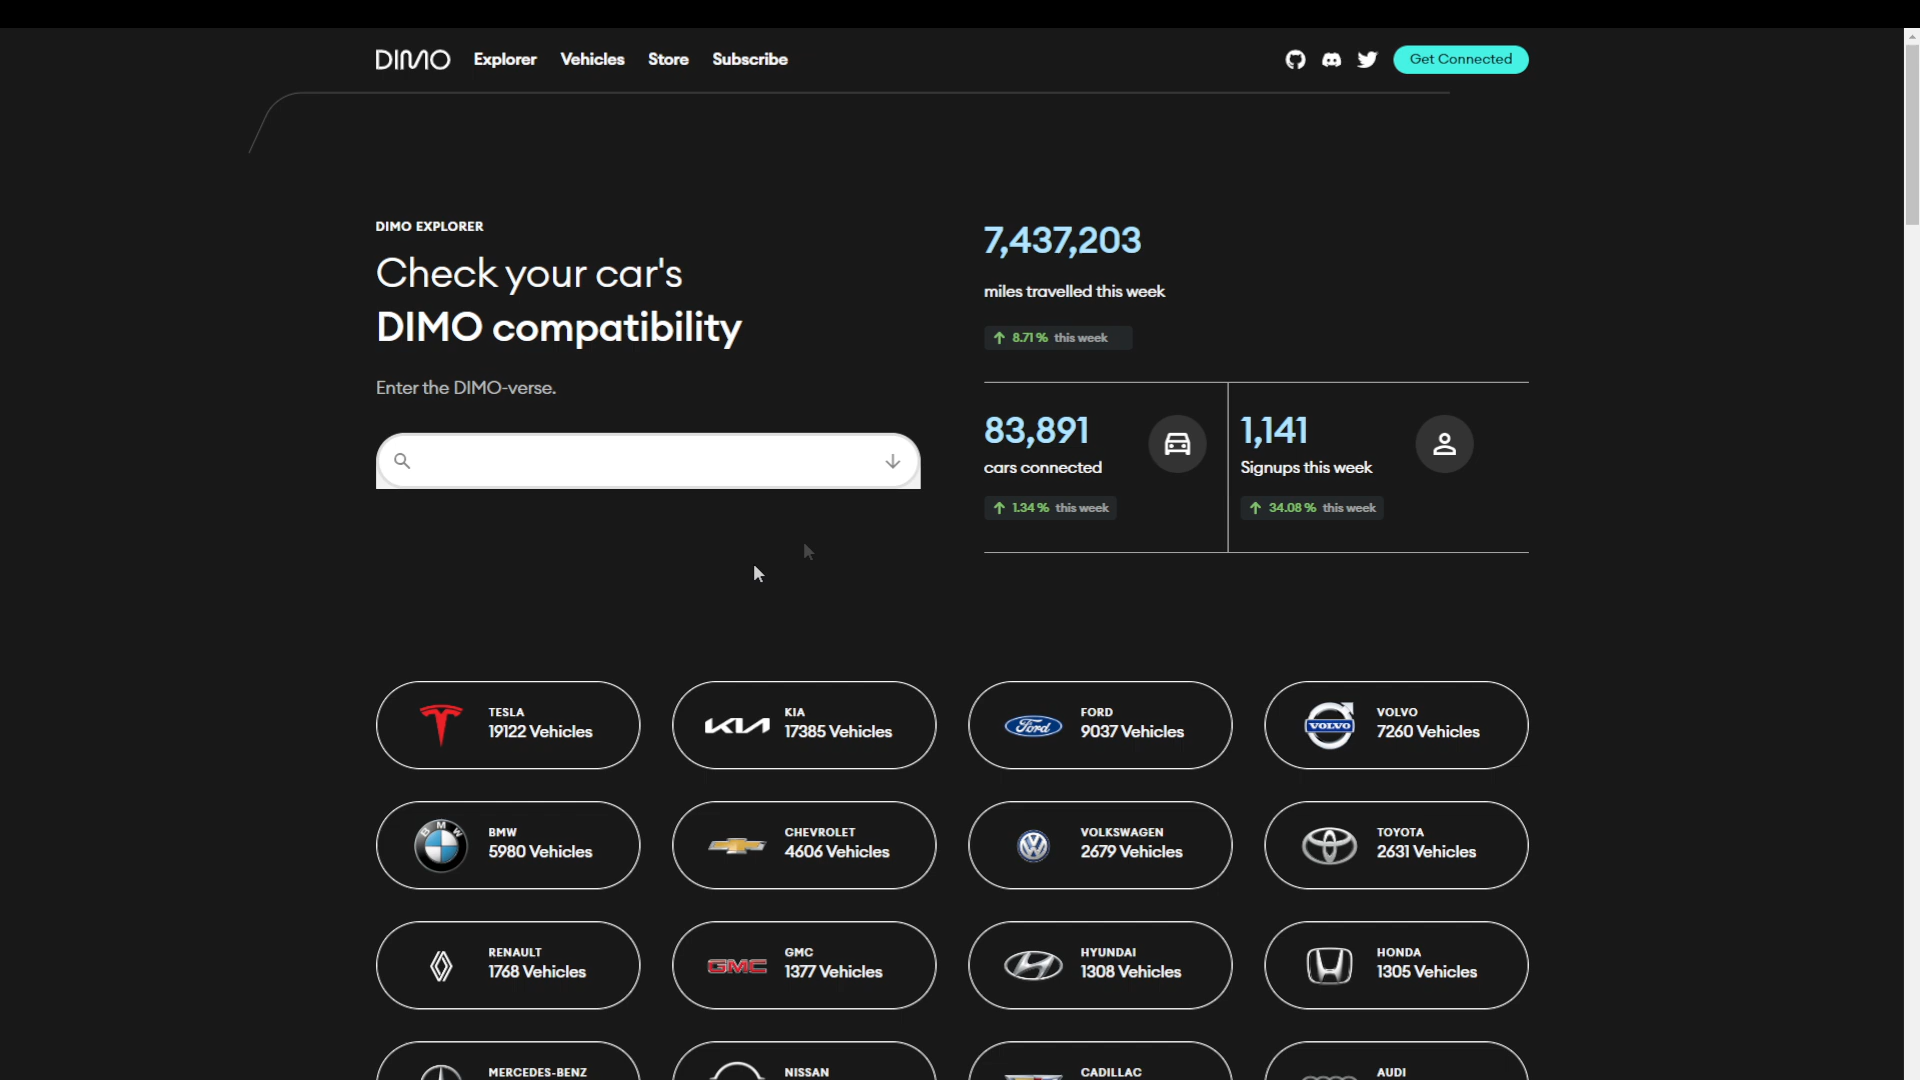 DIMO Explorer Vehicles Store Subscribe Get Connected
DIMO EXPLORER
Check your car's
DIMO compatibility
Enter the DIMO-verse.
7,437,203
miles travelled this week
8.71% this week
83,891
cars connected
1.34% this week
1,141
Signups this week
34.08% this week
TESLA
19122 Vehicles
KIA
17385 Vehicles
Ford
FORD
9037 Vehicles
VOLVO
VOLVO
7260 Vehicles
BMW
BMW
5980 Vehicles
CHEVROLET
4606 Vehicles
VOLKSWAGEN
2679 Vehicles
TOYOTA
2631 Vehicles
RENAULT
1768 Vehicles
GMC
GMC
1377 Vehicles
HYUNDAI
1308 Vehicles
HONDA
1305 Vehicles
MERCEDES-BENZ
NISSAN
CADILLAC
AUDI